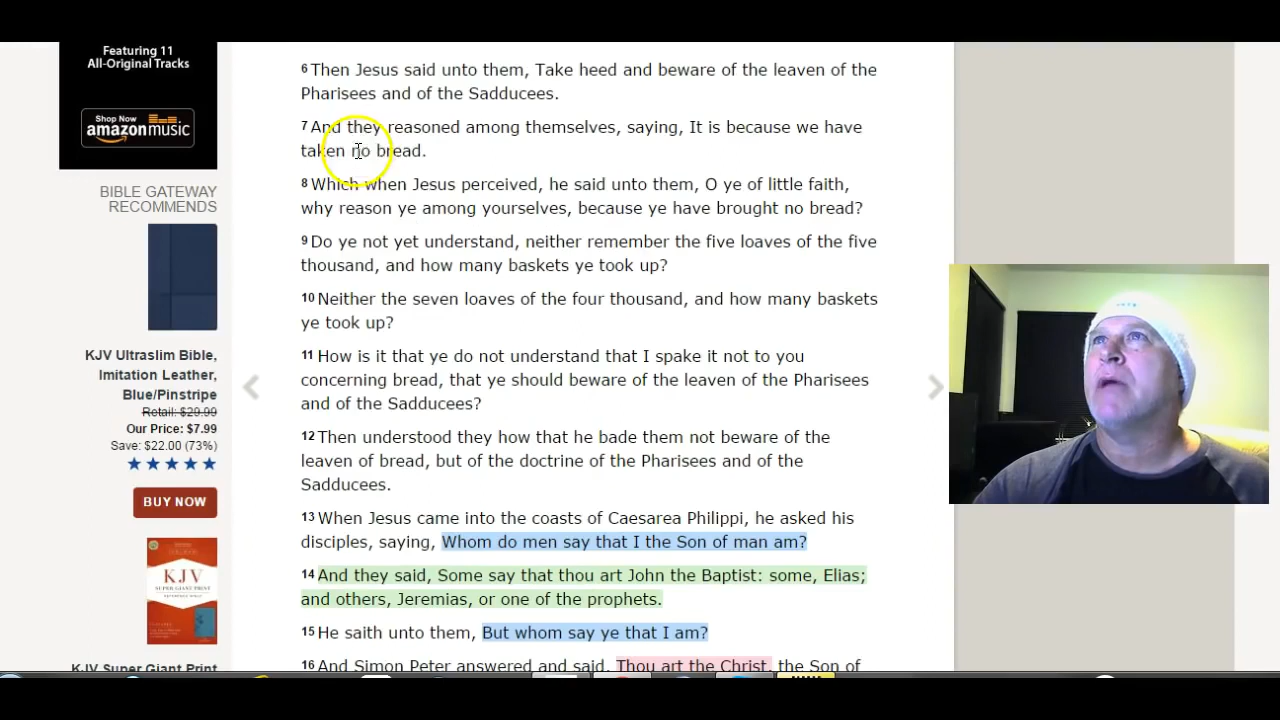 Featuring 11
All-Original Tracks
Shop Now
amazon music
BIBLE GATEWAY
RECOMMENDS
KJV Ultraslim Bible,
Imitation Leather,
Blue/Pinstripe
Retail: $29.99
Our Price: $7.99
Save: $22.00 (73%)
BUY NOW
KJV
KJV Super Giant Print
6 Then Jesus said unto them, Take heed and beware of the leaven of the
Pharisees and of the Sadducees.
7 And they reasoned among themselves, saying, It is because we have
taken no bread.
8 Which when Jesus perceived, he said unto them, O ye of little faith,
why reason ye among yourselves, because ye have brought no bread?
9 Do ye not yet understand, neither remember the five loaves of the five
thousand, and how many baskets ye took up?
10 Neither the seven loaves of the four thousand, and how many baskets
ye took up?
11 How is it that ye do not understand that I spake it not to you
concerning bread, that ye should beware of the leaven of the Pharisees
and of the Sadducees?
12 Then understood they how that he bade them not beware of the
leaven of bread, but of the doctrine of the Pharisees and of the
Sadducees.
13 When Jesus came into the coasts of Caesarea Philippi, he asked his
disciples, saying, Whom do men say that I the Son of man am?
14 And they said, Some say that thou art John the Baptist: some, Elias;
and others, Jeremias, or one of the prophets.
15 He saith unto them, But whom say ye that I am?
16 And Simon Peter answered and said, Thou art the Christ, the Son of